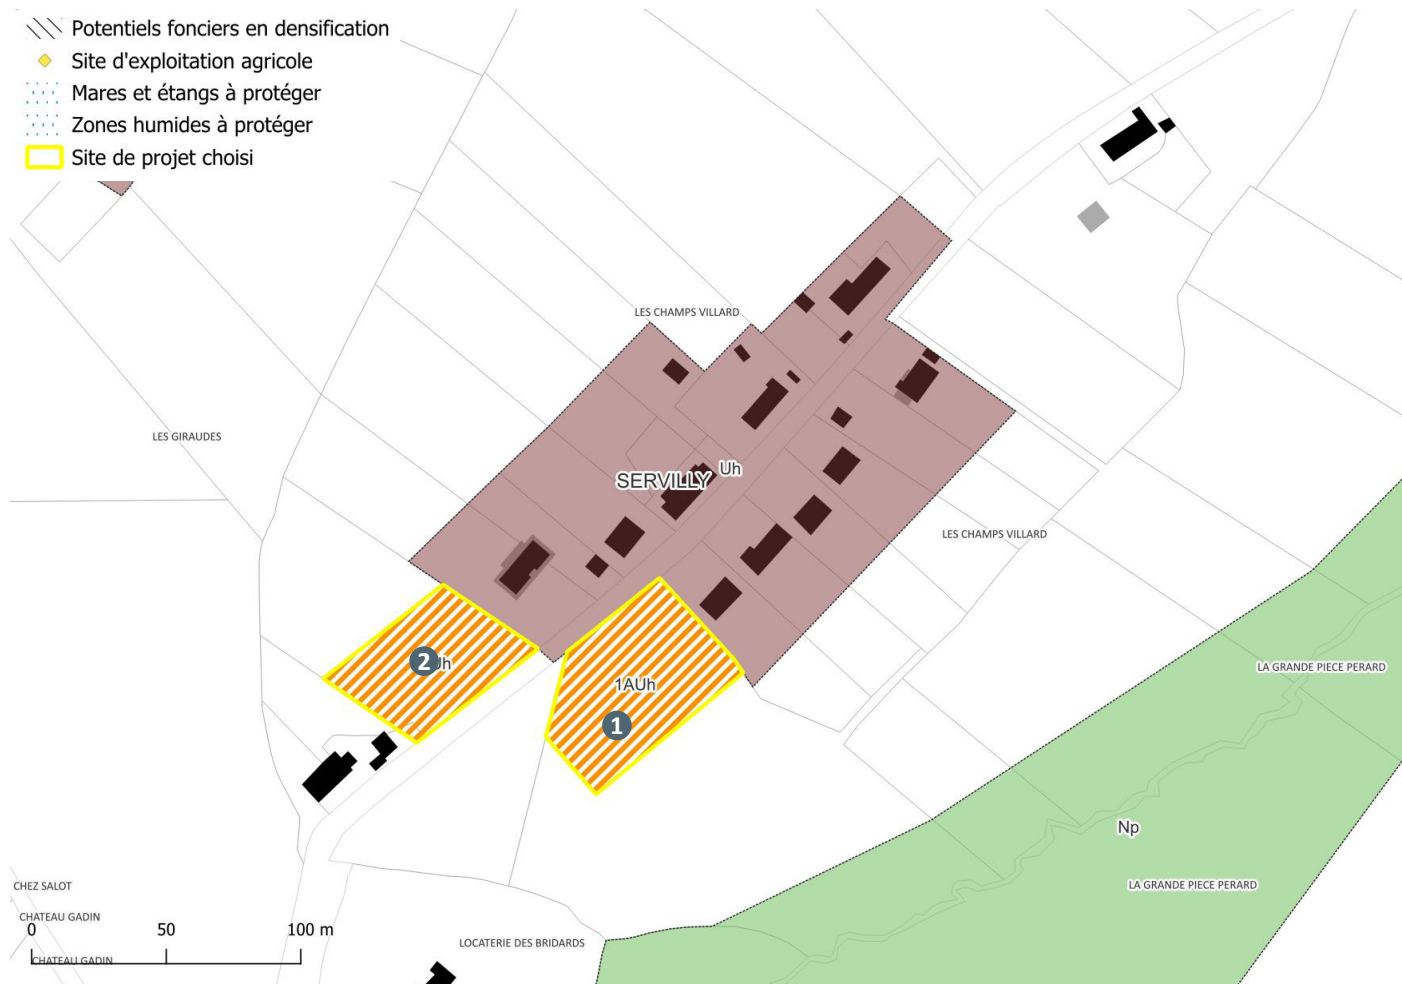 Potentiels fonciers en densification
Site d'exploitation agricole
Mares et étangs à protéger
Zones humides à protéger
Site de projet choisi
LES CHAMPS VILLARD
LES GIRAUDES
SERVILLY
Uh
LES CHAMPS VILLARD
2
LA GRANDE PIECE PERARD
1AUh
1
Np
CHEZ SALOT
LA GRANDE PIECE PERARD
CHATEAU GADIN
0 50 100 m
LOCATERIE DES BRIDARDS
CHATEAU GADIN